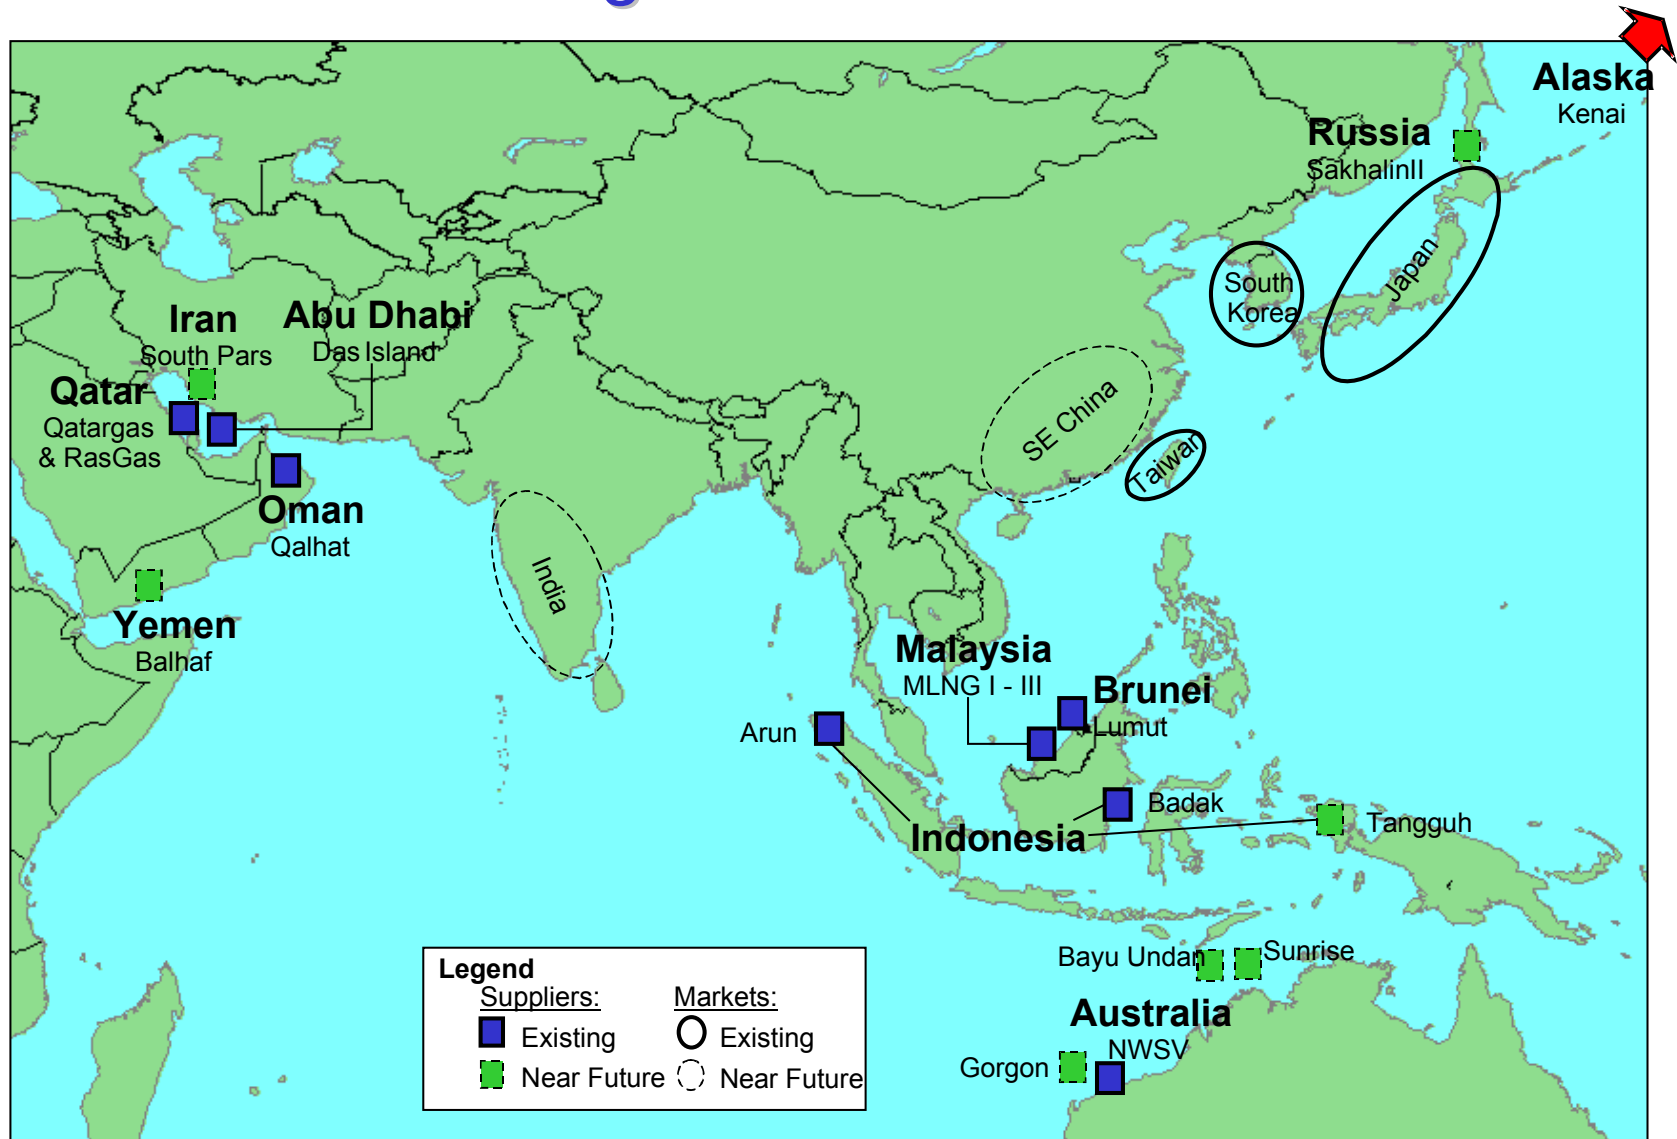 Alaska
Kenai
Russia
SakhalinII
Japan
South
Korea
Iran
South Pars
Abu Dhabi
Das Island
Qatar
Qatargas
& RasGas
SE China
Taiwan
Oman
Qalhat
India
Yemen
Balhaf
Malaysia
MLNG I - III
Brunei
Lumut
Arun
Badak
Indonesia
Tangguh
Bayu Undan
Sunrise
Australia
NWSV
Gorgon
Legend
Suppliers:
Markets:
Existing
Existing
Near Future
Near Future